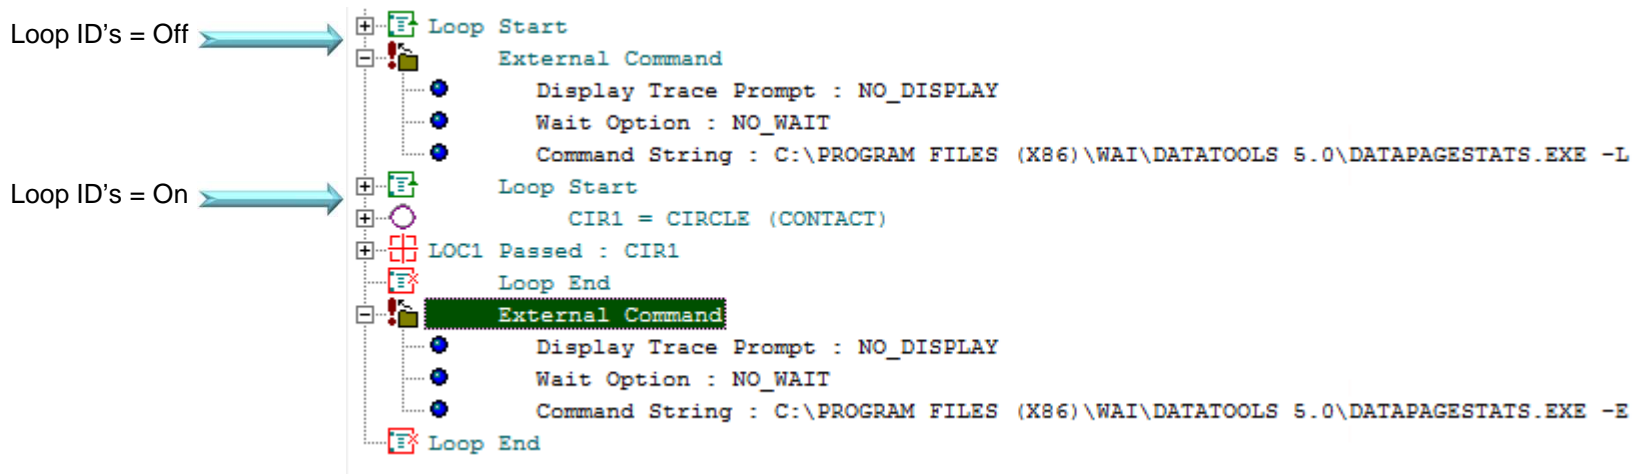 Loop ID's = Off
Loop Start
External Command
Display Trace Prompt : NO_DISPLAY
Wait Option : NO_WAIT
Command String : C:\PROGRAM FILES (X86)\WAI\DATATOOLS 5.0\DATAPAGESTATS.EXE -L
Loop ID's = On
Loop Start
CIR1 = CIRCLE (CONTACT)
LOC1 Passed : CIR1
Loop End
External Command
Display Trace Prompt : NO_DISPLAY
Wait Option : NO_WAIT
Command String : C:\PROGRAM FILES (X86)\WAI\DATATOOLS 5.0\DATAPAGESTATS.EXE -E
Loop End